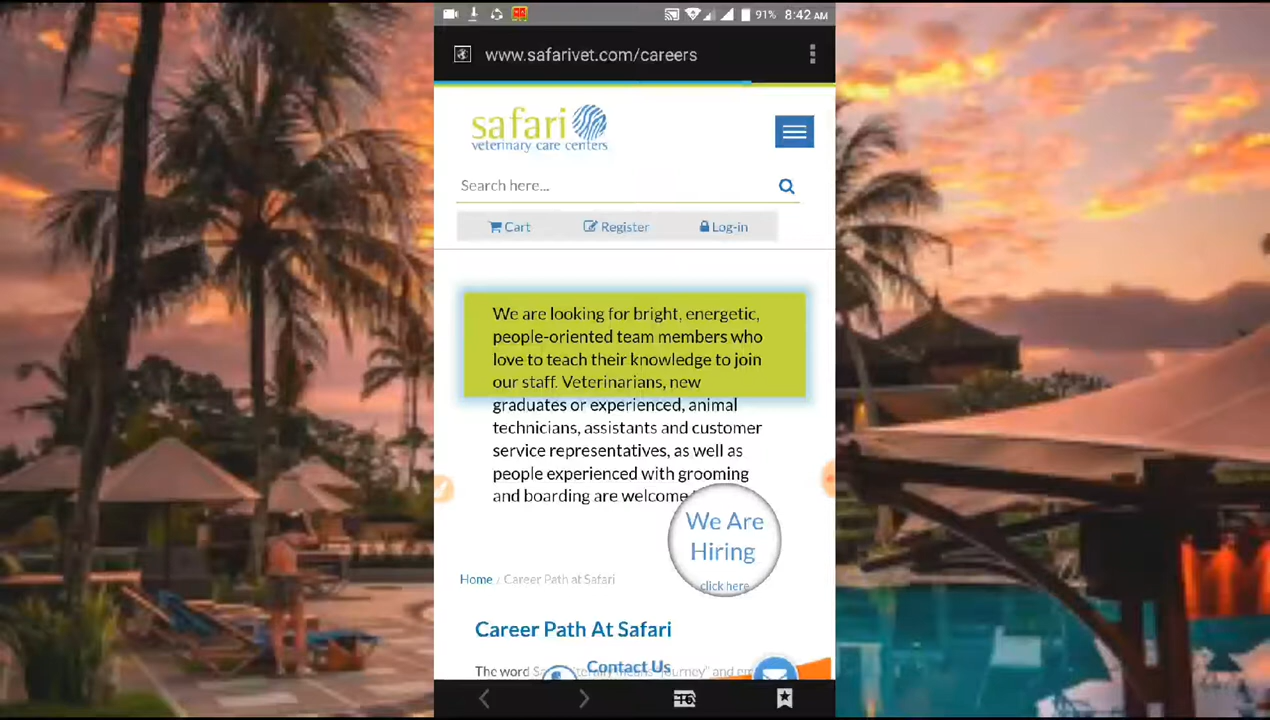 91% 8:42 AM
www.safarivet.com/careers
safari
veterinary care centers
Search here...
Cart Register Log-in
We are looking for bright, energetic,
people-oriented team members who
love to teach their knowledge to join
our staff. Veterinarians, new
graduates or experienced, animal
technicians, assistants and customer
service representatives, as well as
people experienced with grooming
and boarding are welcome
We Are
Hiring
click here
Home / Career Path at Safari
Career Path At Safari
The word
Contact Us